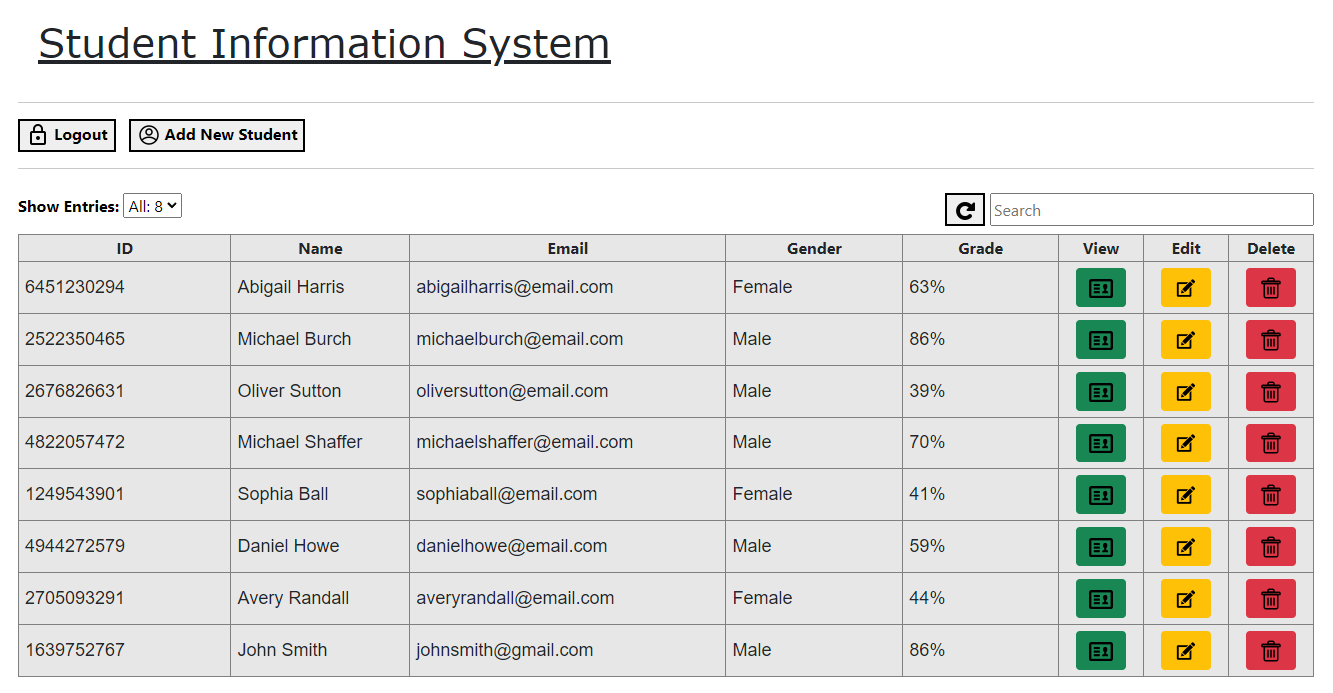 Student Information System
Logout Add New Student
Show Entries: All: 8 Search
ID Name Email Gender Grade View Edit Delete
6451230294 Abigail Harris abigailharris@email.com Female 63%
2522350465 Michael Burch michaelburch@email.com Male 86%
2676826631 Oliver Sutton oliversutton@email.com Male 39%
4822057472 Michael Shaffer michaelshaffer@email.com Male 70%
1249543901 Sophia Ball sophiaball@email.com Female 41%
4944272579 Daniel Howe danielhowe@email.com Male 59%
2705093291 Avery Randall averyrandall@email.com Female 44%
1639752767 John Smith johnsmith@gmail.com Male 86%